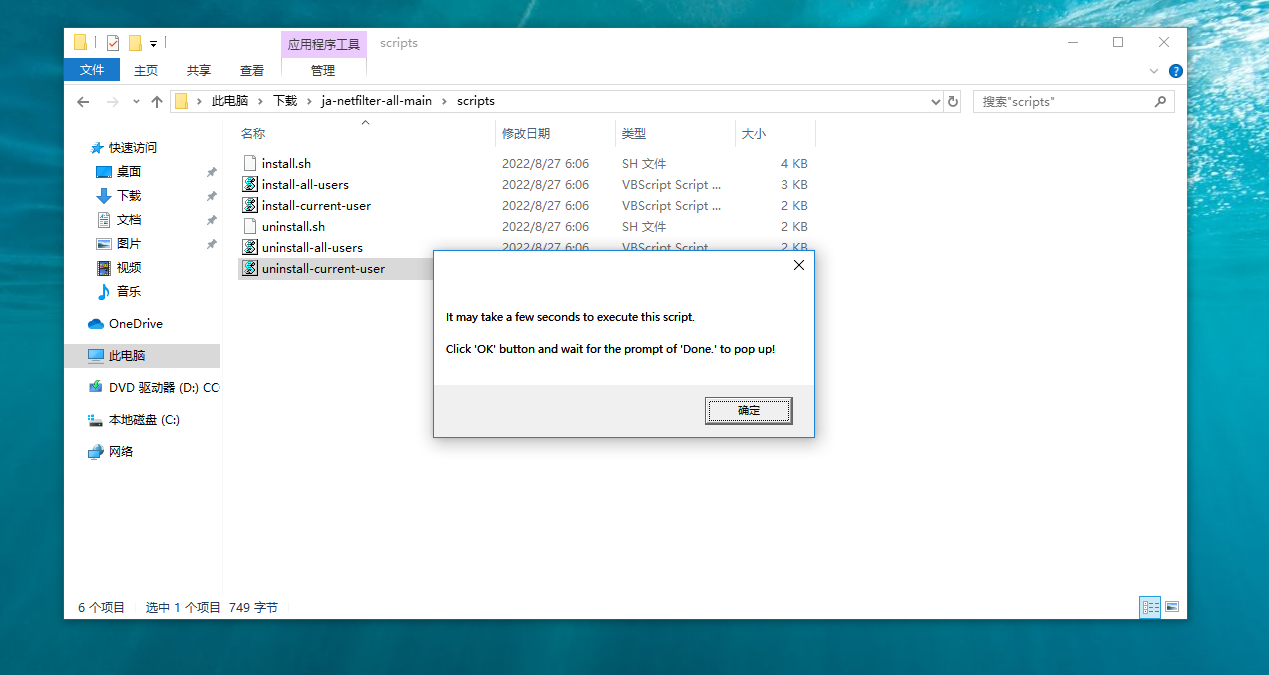 应用程序工具 scripts
文件 主页 共享 查看 管理
此电脑 下载 ja-netfilter-all-main scripts 搜索"scripts"
名称 修改日期 类型 大小
快速访问
桌面
下载
文档
图片
视频
音乐
OneDrive
此电脑
DVD 驱动器 (D:) CC
本地磁盘 (C:)
网络
install.sh 2022/8/27 6:06 SH 文件 4 KB
install-all-users 2022/8/27 6:06 VBScript Script ... 3 KB
install-current-user 2022/8/27 6:06 VBScript Script ... 2 KB
uninstall.sh 2022/8/27 6:06 SH 文件 2 KB
uninstall-all-users 2022/8/27 6:06 VBScript Script 2 KB
uninstall-current-user
It may take a few seconds to execute this script.
Click 'OK' button and wait for the prompt of 'Done.' to pop up!
确定
6 个项目 选中 1 个项目 749 字节